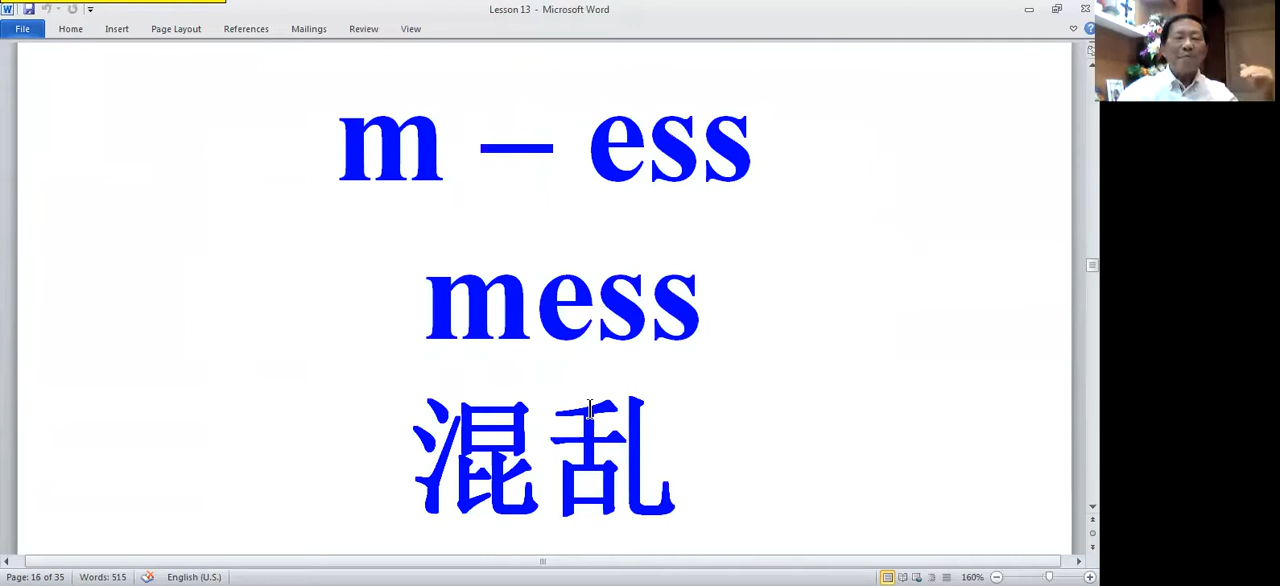 Lesson 13 - Microsoft Word
File Home Insert Page Layout References Mailings Review View
m – ess
mess
混乱
Page: 16 of 35 Words: 515 English (U.S.) 160%